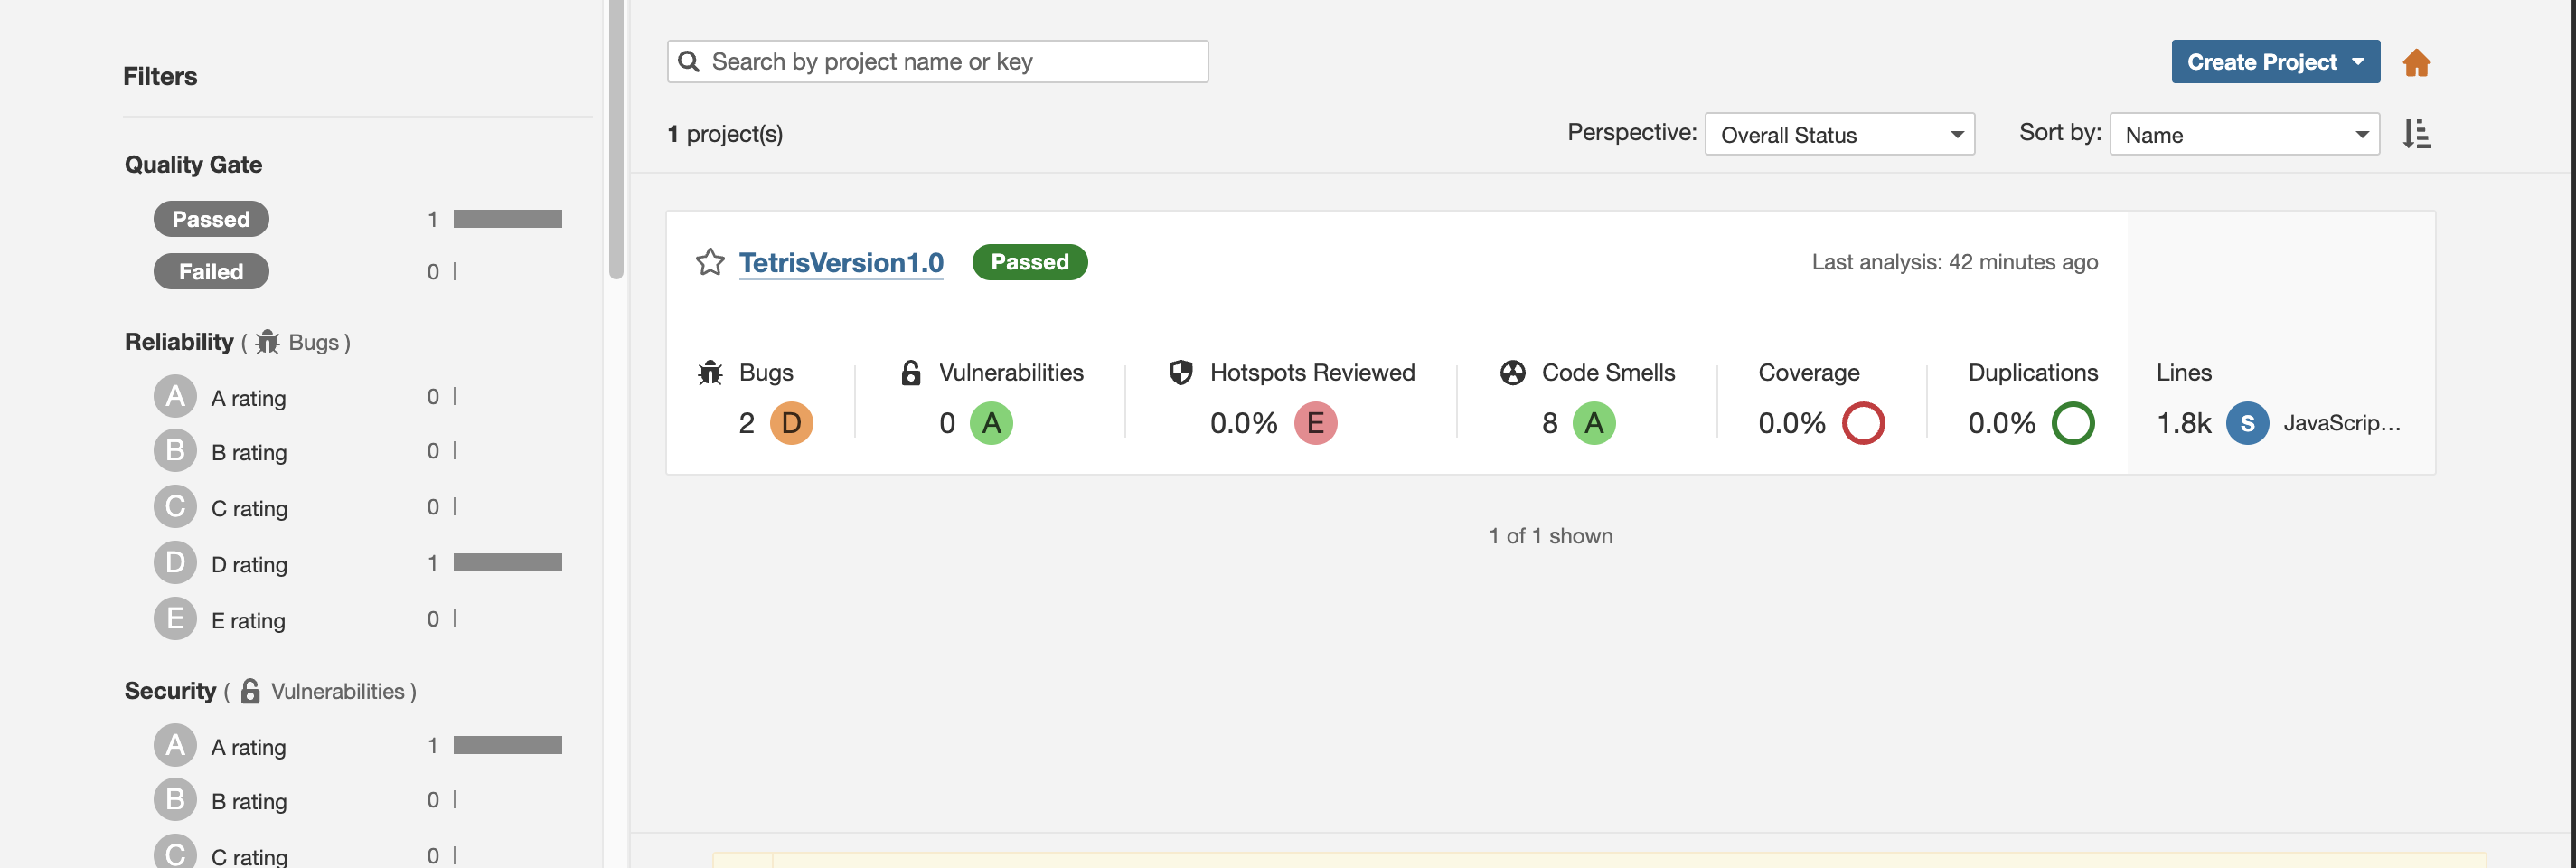 Filters
Quality Gate
Passed 1
Failed 0
Reliability ( Bugs )
A A rating 0
B B rating 0
C C rating 0
D D rating 1
E E rating 0
Security ( Vulnerabilities )
A A rating 1
B B rating 0
C C rating 0
Search by project name or key
Create Project
1 project(s)
Perspective: Overall Status
Sort by: Name
TetrisVersion1.0 Passed
Last analysis: 42 minutes ago
Bugs Vulnerabilities Hotspots Reviewed Code Smells Coverage Duplications Lines
2 D 0 A 0.0% E 8 A 0.0% 0.0% 1.8k S JavaScrip...
1 of 1 shown